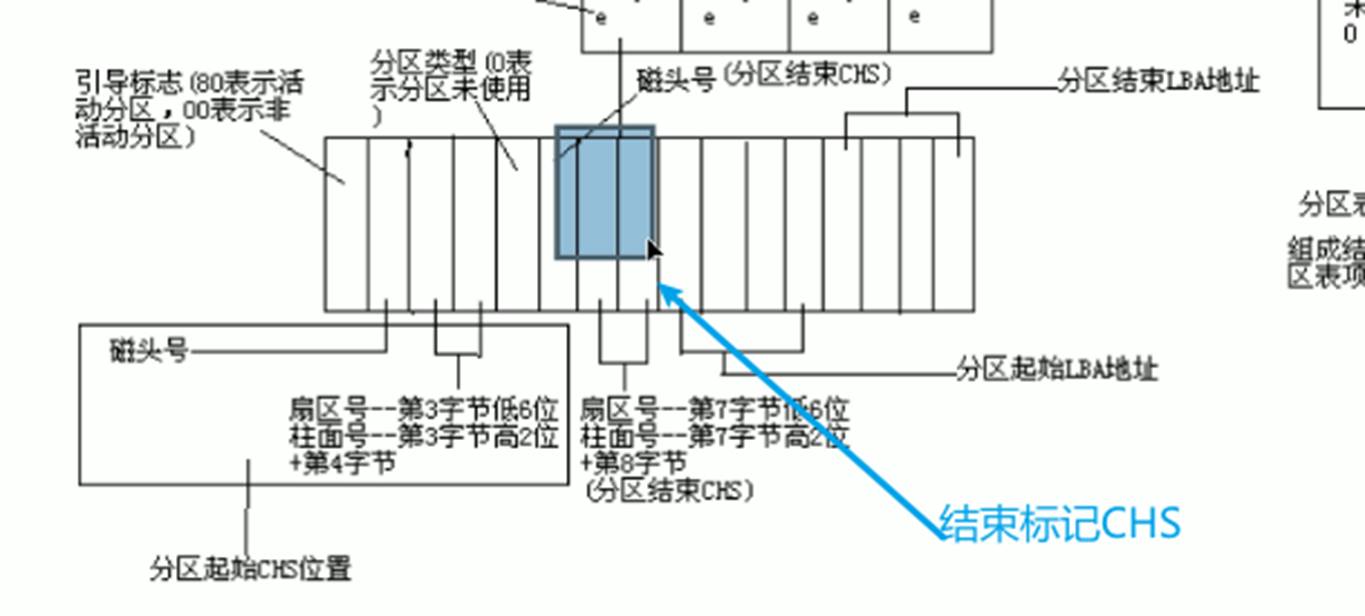 e
e
e
e
引导标志(80表示活
动分区，00表示非
活动分区)
分区类型(0表
示分区未使用
)
磁头号(分区结束CHS)
分区结束LBA地址
0
分区表
组成结
区表项
磁头号
扇区号--第3字节低6位
柱面号--第3字节高2位
+第4字节
扇区号--第7字节低6位
柱面号--第7字节高2位
+第8字节
(分区结束CHS)
分区起始LBA地址
结束标记CHS
分区起始CHS位置